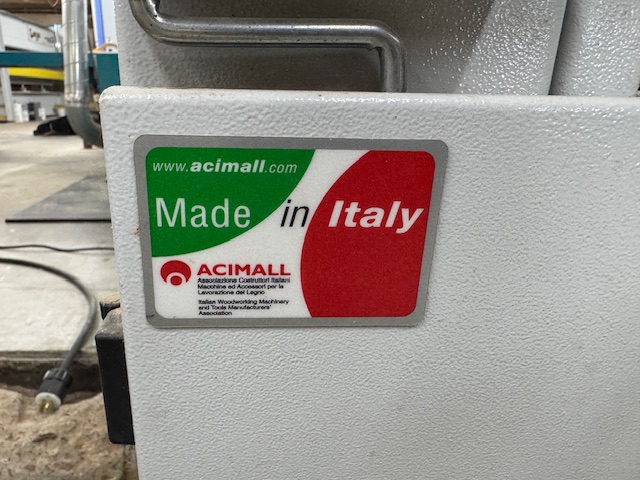 www.acimall.com
Made in Italy
ACIMALL
Associazione Costruttori Italiani
Macchine ed Accessori per la
Lavorazione del Legno
Italian Woodworking Machinery
and Tools Manufacturers'
Association